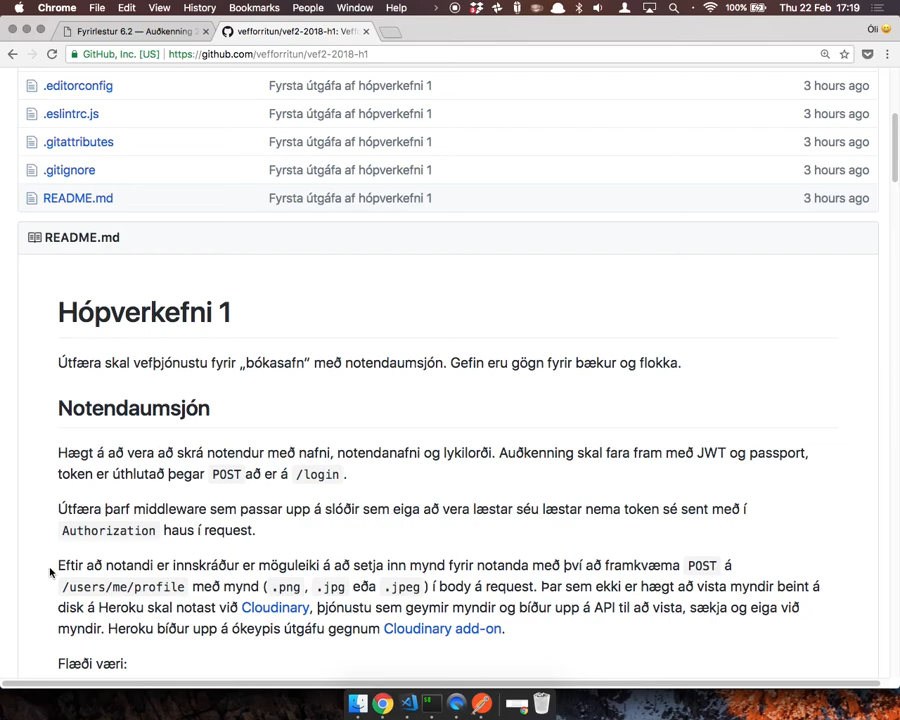 Chrome File Edit View History Bookmarks People Window Help 100% Thu 22 Feb 17:19
Fyrirlestur 6.2 — Auðkenning vefforritun/vef2-2018-h1: Vef Óli
GitHub, Inc. [US] https://github.com/vefforritun/vef2-2018-h1
.editorconfig Fyrsta útgáfa af hópverkefni 1 3 hours ago
.eslintrc.js Fyrsta útgáfa af hópverkefni 1 3 hours ago
.gitattributes Fyrsta útgáfa af hópverkefni 1 3 hours ago
.gitignore Fyrsta útgáfa af hópverkefni 1 3 hours ago
README.md Fyrsta útgáfa af hópverkefni 1 3 hours ago
README.md
Hópverkefni 1
Útfæra skal vefþjónustu fyrir „bókasafn“ með notendaumsjón. Gefin eru gögn fyrir bækur og flokka.
Notendaumsjón
Hægt á að vera að skrá notendur með nafni, notendanafni og lykilorði. Auðkenning skal fara fram með JWT og passport,
token er úthlutað þegar POST að er á /login .
Útfæra þarf middleware sem passar upp á slóðir sem eiga að vera læstar séu læstar nema token sé sent með í
Authorization haus í request.
Eftir að notandi er innskráður er möguleiki á að setja inn mynd fyrir notanda með því að framkvæma POST á
/users/me/profile með mynd ( .png , .jpg eða .jpeg ) í body á request. Þar sem ekki er hægt að vista myndir beint á
disk á Heroku skal notast við Cloudinary, þjónustu sem geymir myndir og bíður upp á API til að vista, sækja og eiga við
myndir. Heroku bíður upp á ókeypis útgáfu gegnum Cloudinary add-on.
Flæði væri: